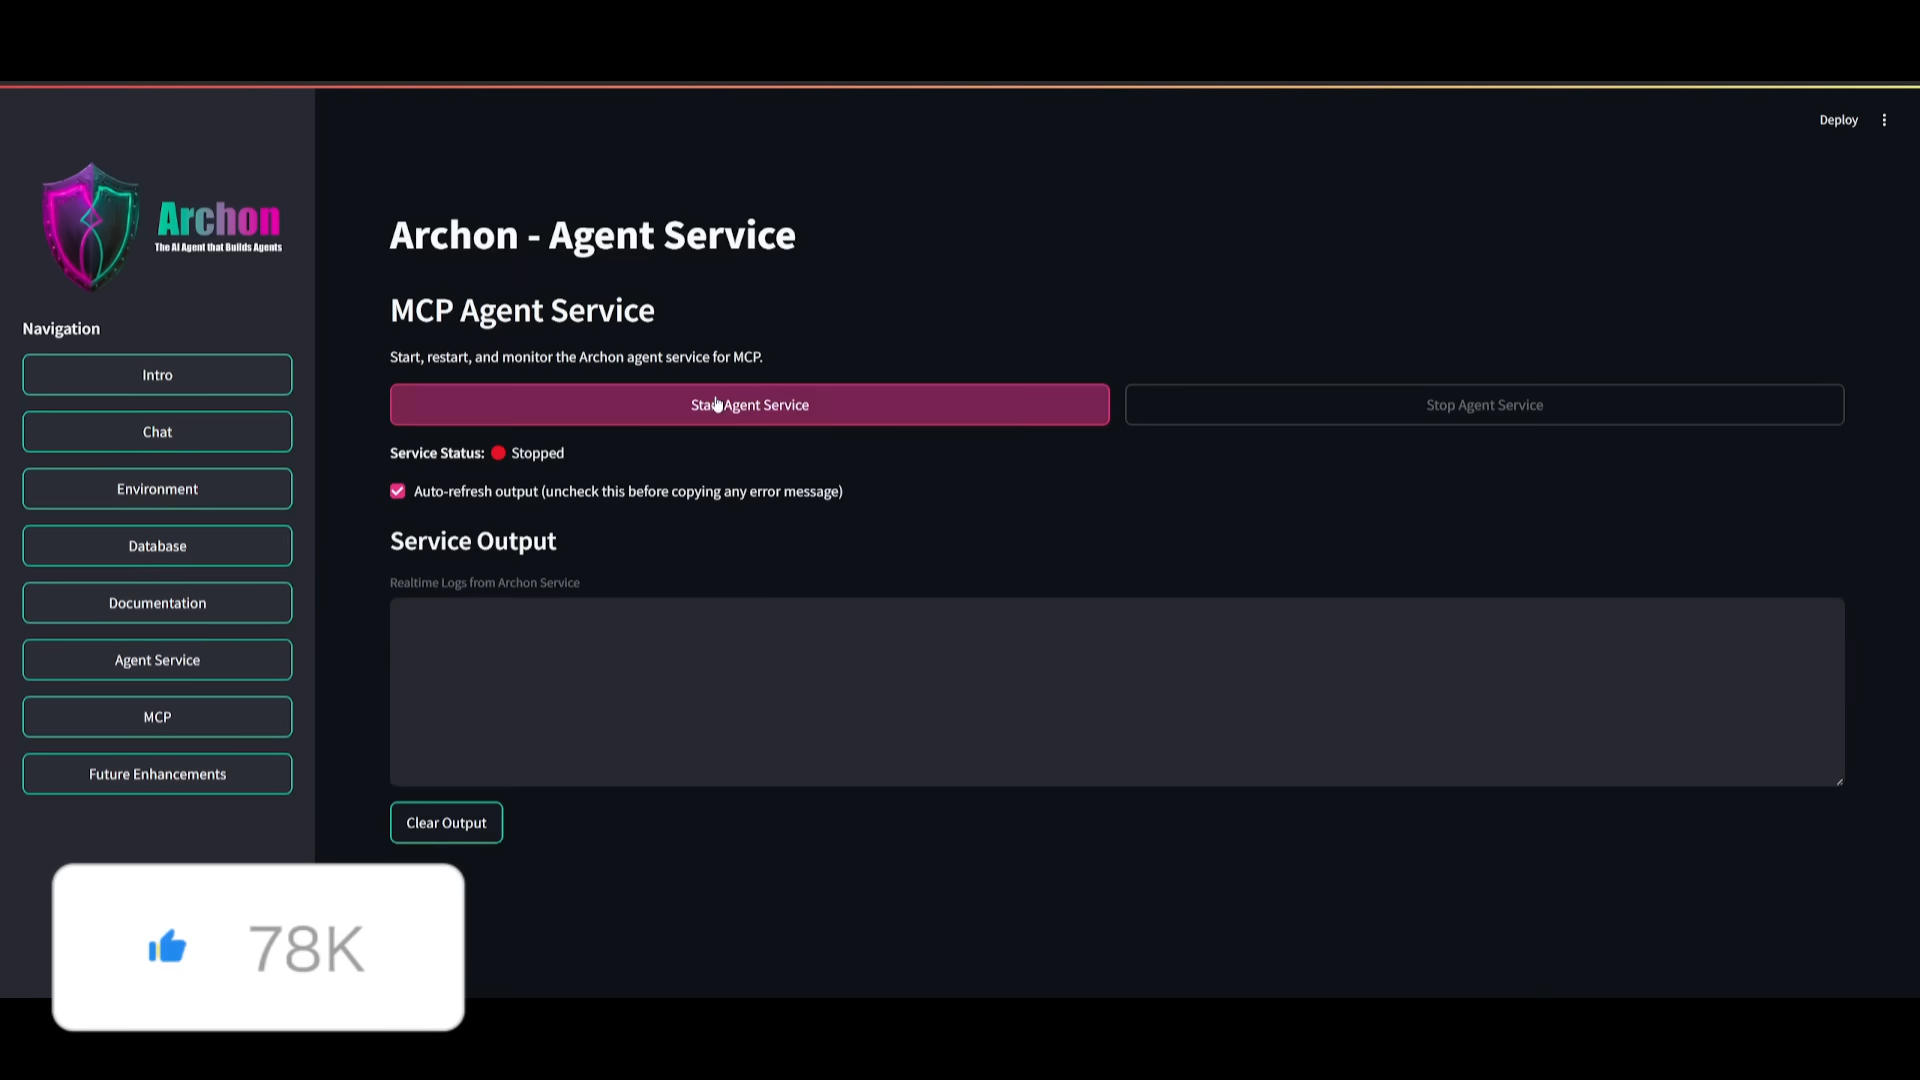 Deploy
Archon
The AI Agent that Builds Agents
Navigation
Intro
Chat
Environment
Database
Documentation
Agent Service
MCP
Future Enhancements
Archon - Agent Service
MCP Agent Service
Start, restart, and monitor the Archon agent service for MCP.
Start Agent Service
Stop Agent Service
Service Status: Stopped
Auto-refresh output (uncheck this before copying any error message)
Service Output
Realtime Logs from Archon Service
Clear Output
78K